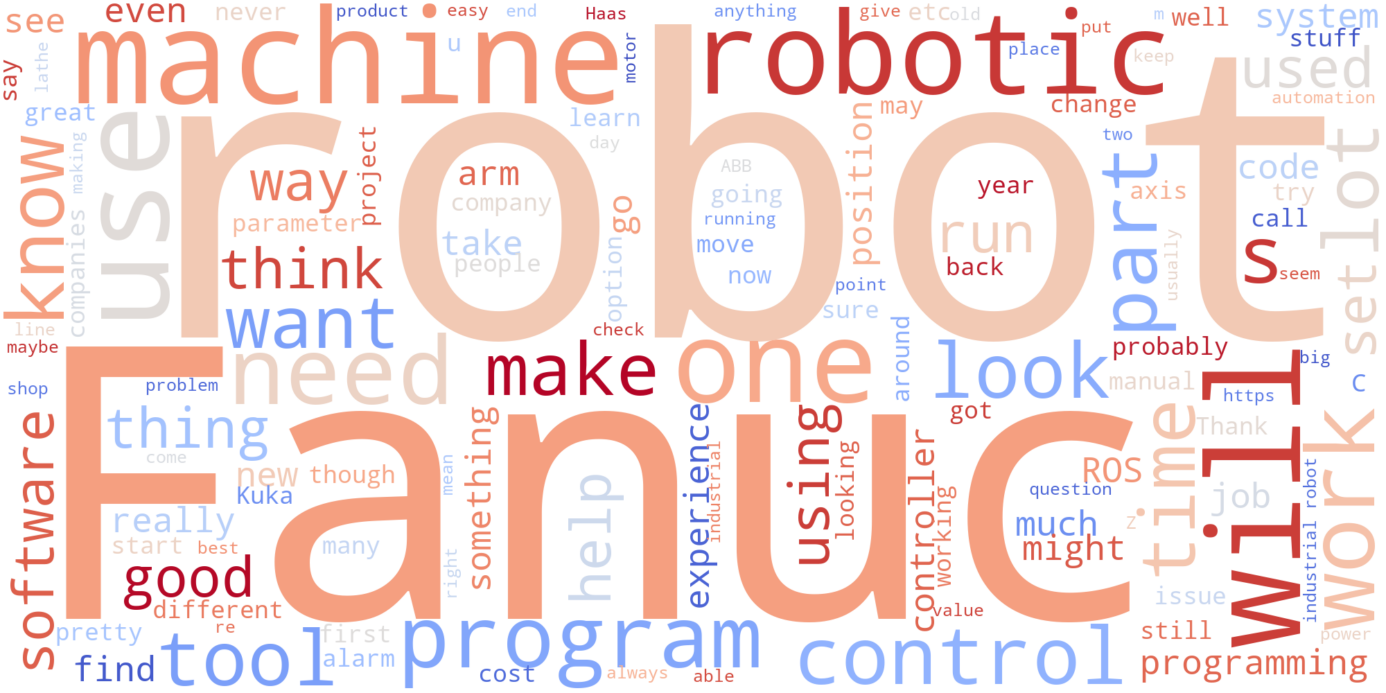 see
even
never
product
easy
end
Haas
anything
give
etc
old
m
well
system
say
lathe
machine
u
motor
robotic
place
put
keep
stuff
used
great
learn
day
may
change
automation
know
companies
making
use
robot
way
project
arm
company
parameter
take
people
go
option
ABB
going
running
move
now
position
year
run
back
two
part
axis
usually
code
try
call
s
seem
set
lot
think
want
point
sure
line
maybe
check
shop
problem
need
make
one
around
look
probably
manual
will
big
https
C
software
thing
come
new
though
Kuka
really
start
best
many
good
different
re
pretty
Fanuc
mean
right
something
help
experience
industrial
using
looking
controller
working
got
ROS
question
much
Z
might
value
time
Thank
job
issue
industrial robot
work
power
find
tool
first
alarm
program
cost
always
able
control
still
programming